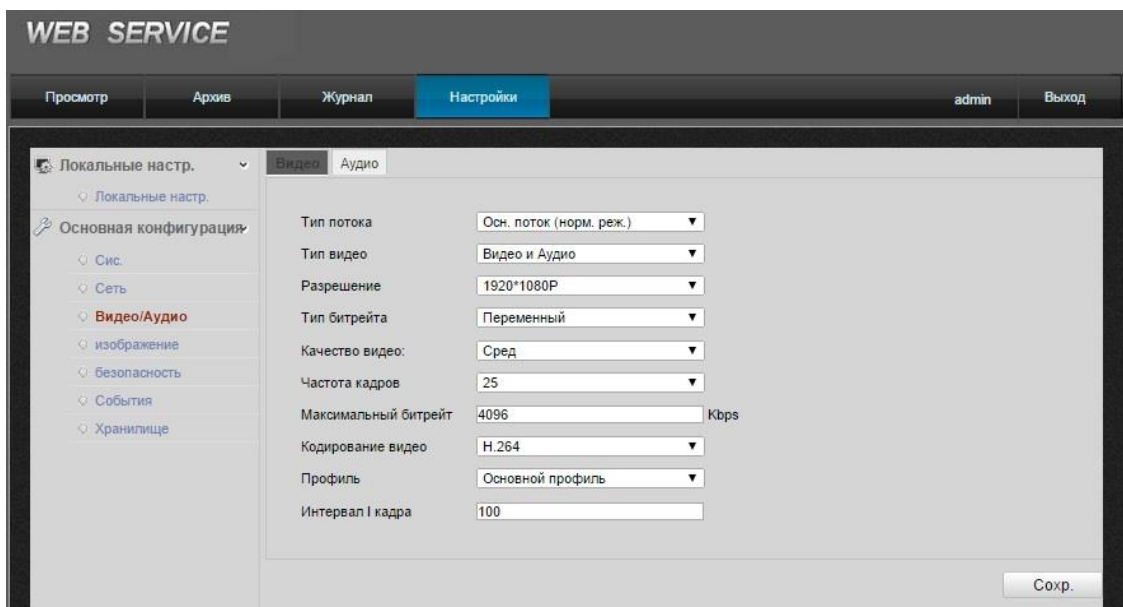 WEB SERVICE
Просмотр Архив Журнал Настройки admin Выход
Локальные настр.
Локальные настр.
Основная конфигурация
Сис.
Сеть
Видео/Аудио
изображение
безопасность
События
Хранилище
Видео Аудио
Тип потока Осн. поток (норм. реж.)
Тип видео Видео и Аудио
Разрешение 1920*1080P
Тип битрейта Переменный
Качество видео: Сред
Частота кадров 25
Максимальный битрейт 4096 Kbps
Кодирование видео H.264
Профиль Основной профиль
Интервал I кадра 100
Сохр.